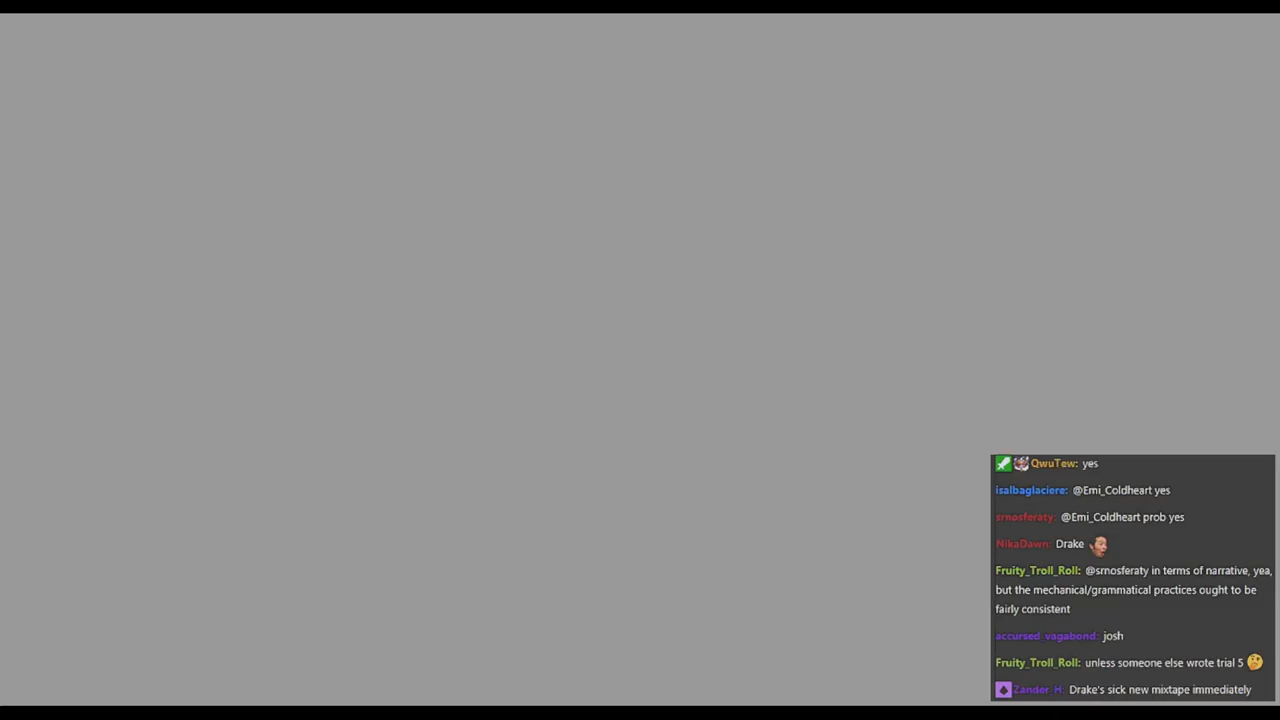 QwuTew: yes
isalbaglaciere: @Emi_Coldheart yes
srnosferaty: @Emi_Coldheart prob yes
NikaDawn: Drake
Fruity_Troll_Roll: @srnosferaty in terms of narrative, yea,
but the mechanical/grammatical practices ought to be
fairly consistent
accursed_vagabond: josh
Fruity_Troll_Roll: unless someone else wrote trial 5 🤔
Zander_H: Drake's sick new mixtape immediately